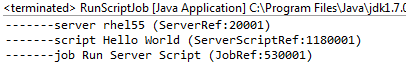 <terminated> RunScriptJob [Java Application] C:\Program Files\Java\jdk1.7.0
-------server rhel55 (ServerRef:20001)
-------script Hello World (ServerScriptRef:1180001)
-------job Run Server Script (JobRef:530001)